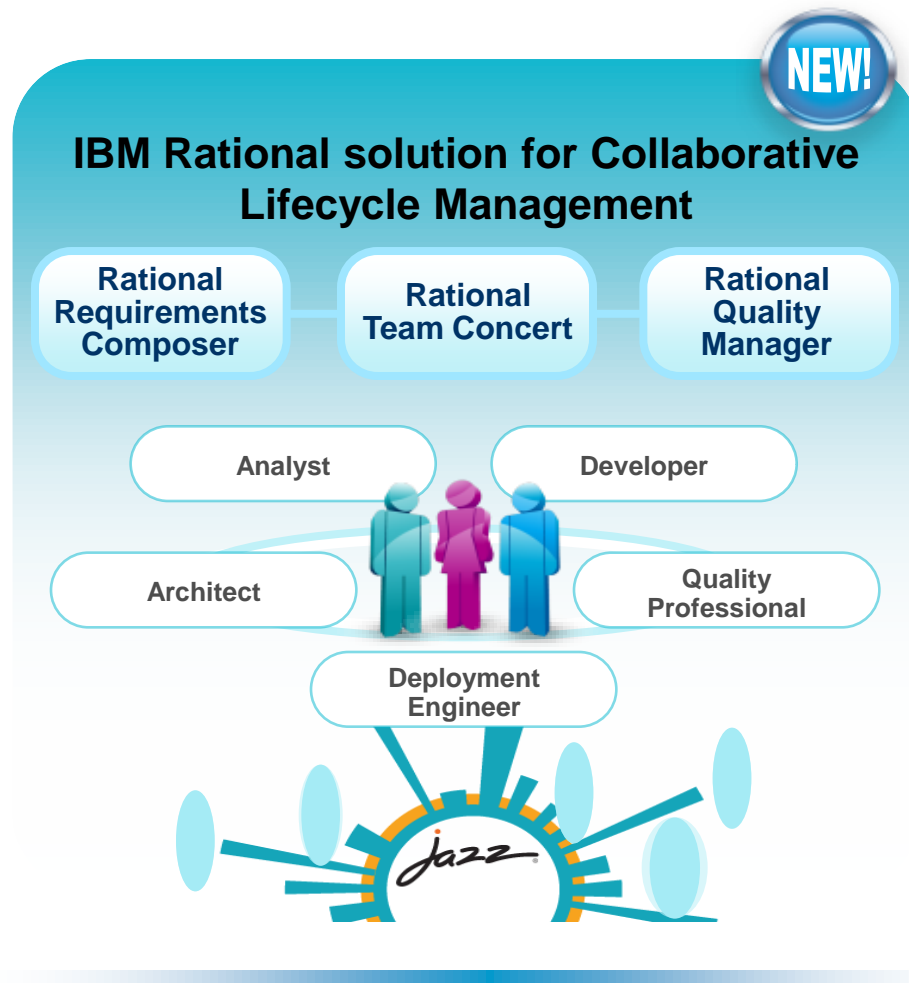 NEW!
IBM Rational solution for Collaborative
Lifecycle Management
Rational
Requirements
Composer
Rational
Team Concert
Rational
Quality
Manager
Analyst
Developer
Architect
Quality
Professional
Deployment
Engineer
jazz